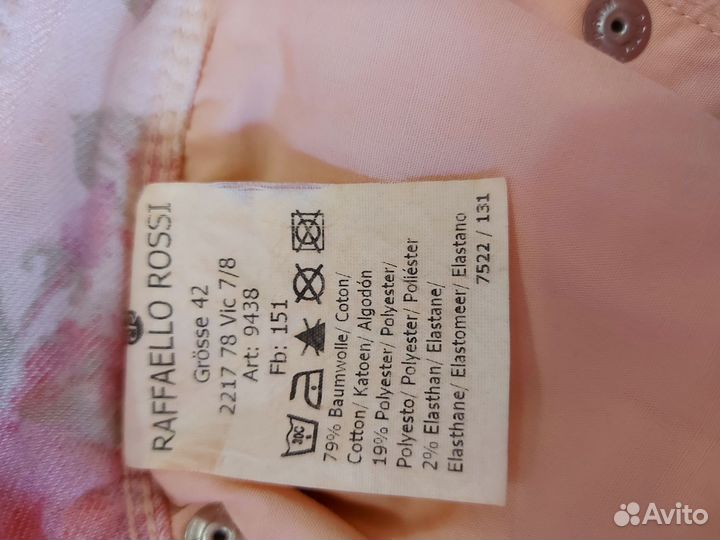 RAFFAELLO ROSSI
Grösse 42
2217 78 Vic 7/8
Art: 9438
Fb: 151
30C
79% Baumwolle/ Coton/
Cotton/ Katoen/ Algodón
19% Polyester/ Polyester/
Polyesto/ Polyester/ Poliéster
2% Elasthan/ Elastane/
Elasthane/ Elastomeer/ Elastano
7522 / 131
Avito